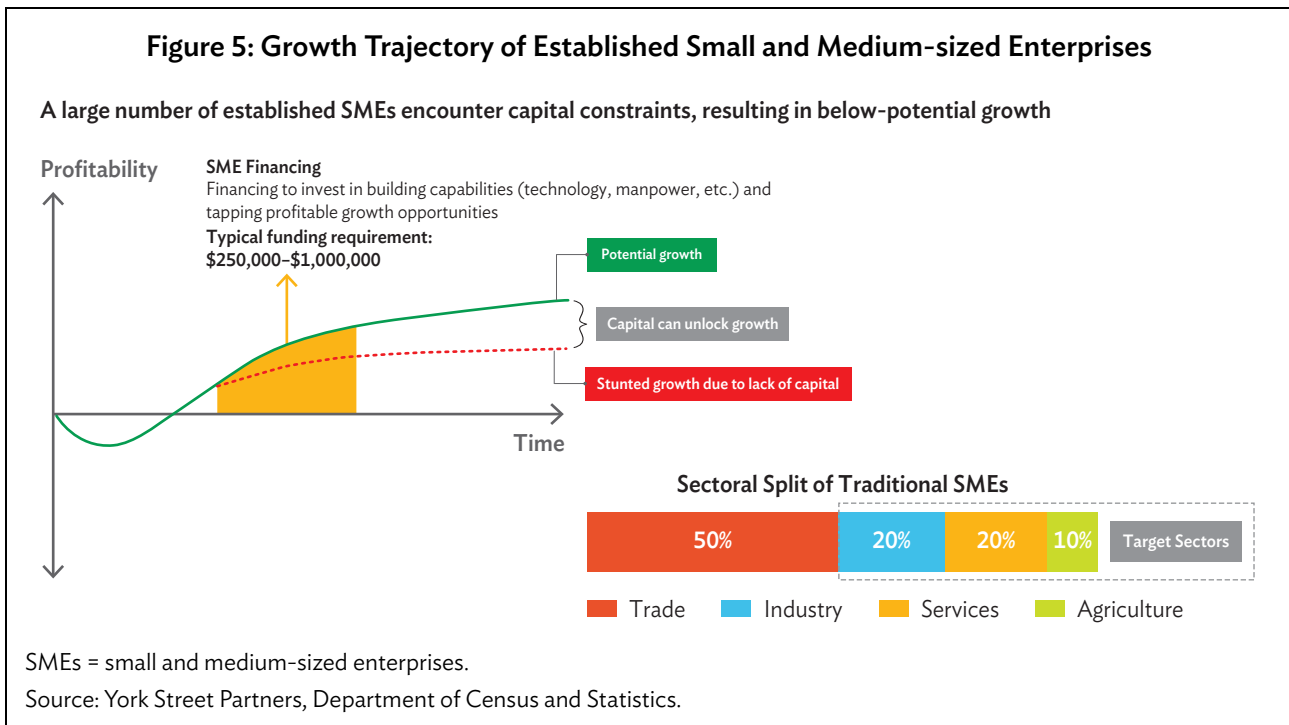 Figure 5: Growth Trajectory of Established Small and Medium-sized Enterprises
A large number of established SMEs encounter capital constraints, resulting in below-potential growth
Profitability
SME Financing
Financing to invest in building capabilities (technology, manpower, etc.) and
tapping profitable growth opportunities
Typical funding requirement:
$250,000–$1,000,000
Potential growth
Capital can unlock growth
Stunted growth due to lack of capital
Time
Sectoral Split of Traditional SMEs
50% 20% 20% 10% Target Sectors
Trade Industry Services Agriculture
SMEs = small and medium-sized enterprises.
Source: York Street Partners, Department of Census and Statistics.